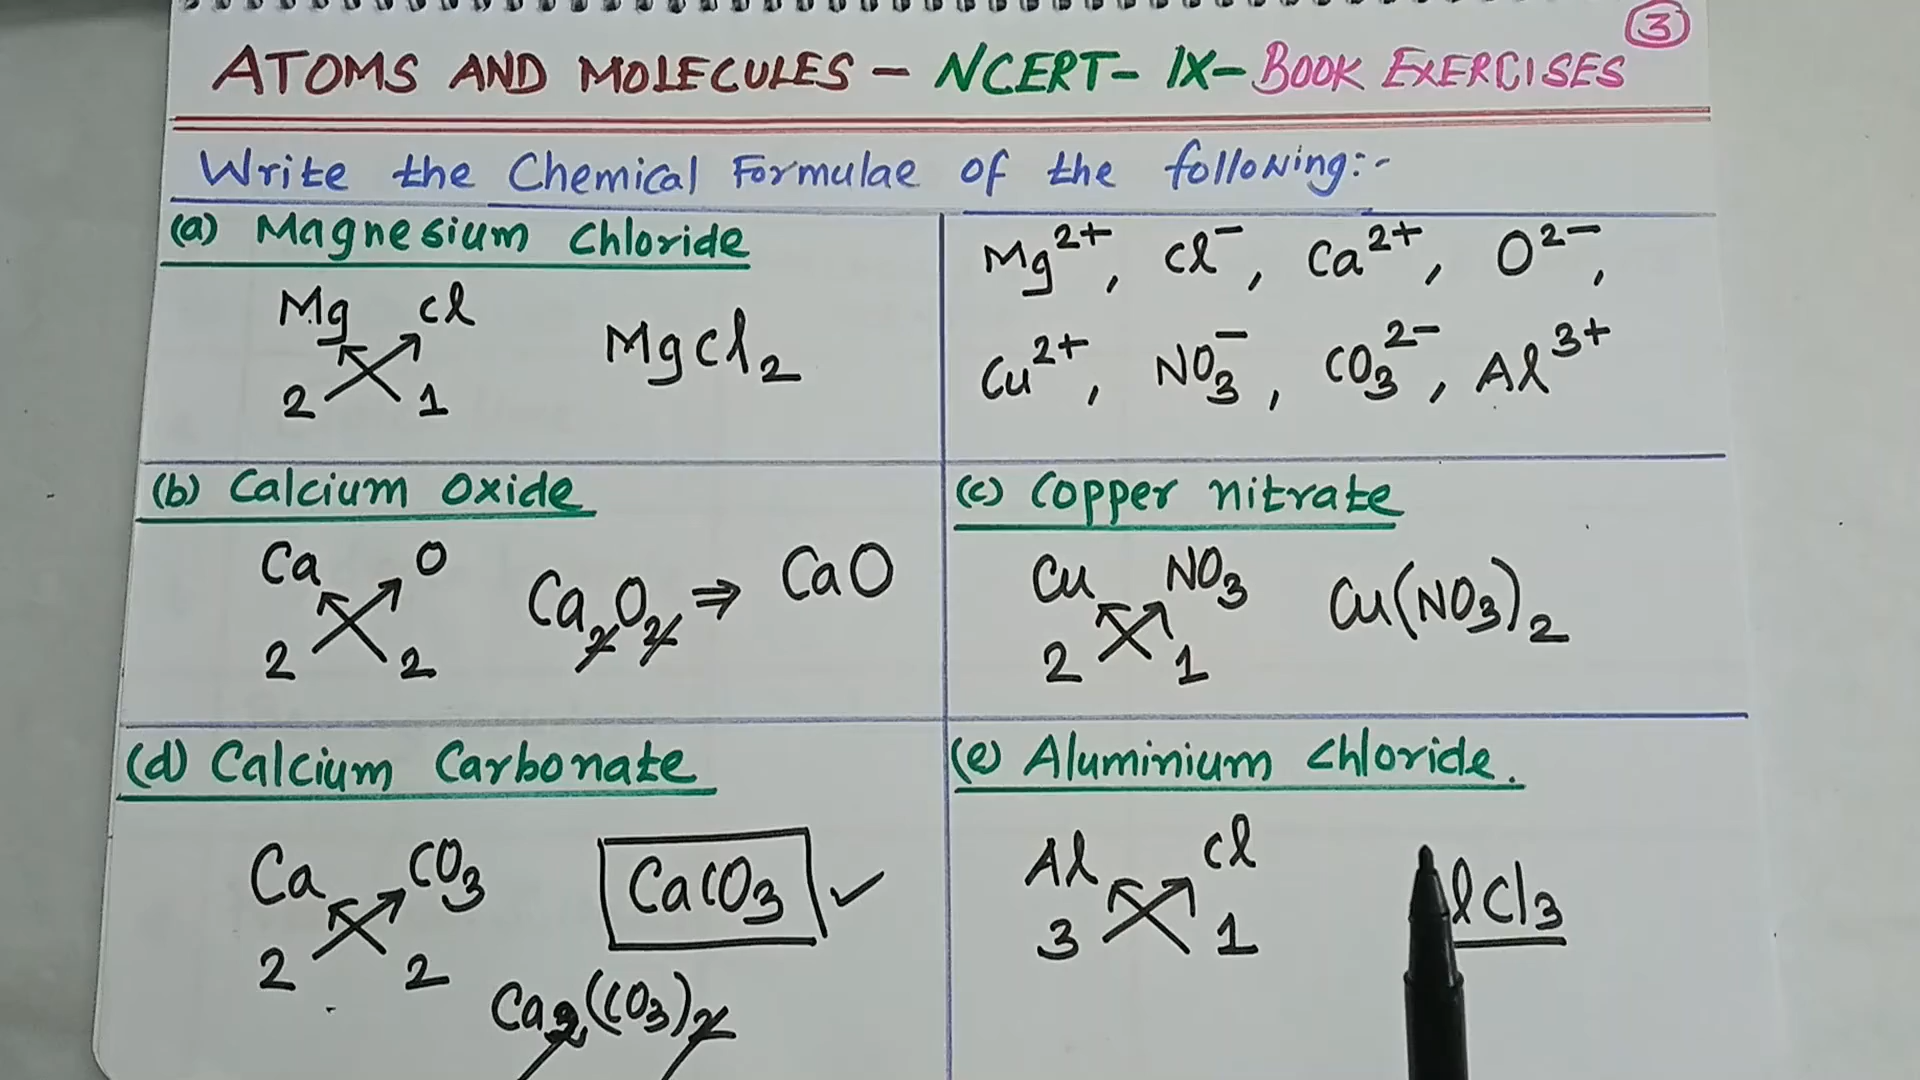 3
ATOMS AND MOLECULES - NCERT- IX- BOOK EXERCISES
Write the Chemical Formulae of the following:-
(a) Magnesium Chloride
Mg Cl
2 1
MgCl₂
Mg²⁺, Cl⁻, Ca²⁺, O²⁻,
Cu²⁺, NO₃⁻, CO₃²⁻, Al³⁺
(b) Calcium Oxide
Ca O
2 2
Ca₂O₂ ⇒ CaO
(c) Copper nitrate
Cu NO₃
2 1
Cu(NO₃)₂
(d) Calcium Carbonate
Ca CO₃
2 2
CaCO₃ ✓
Ca₂(CO₃)₂
(e) Aluminium Chloride.
Al Cl
3 1
lCl₃